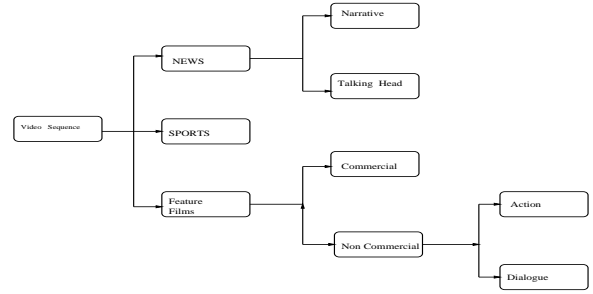 Video Sequence
NEWS
Narrative
Talking Head
SPORTS
Feature
Films
Commercial
Non Commercial
Action
Dialogue